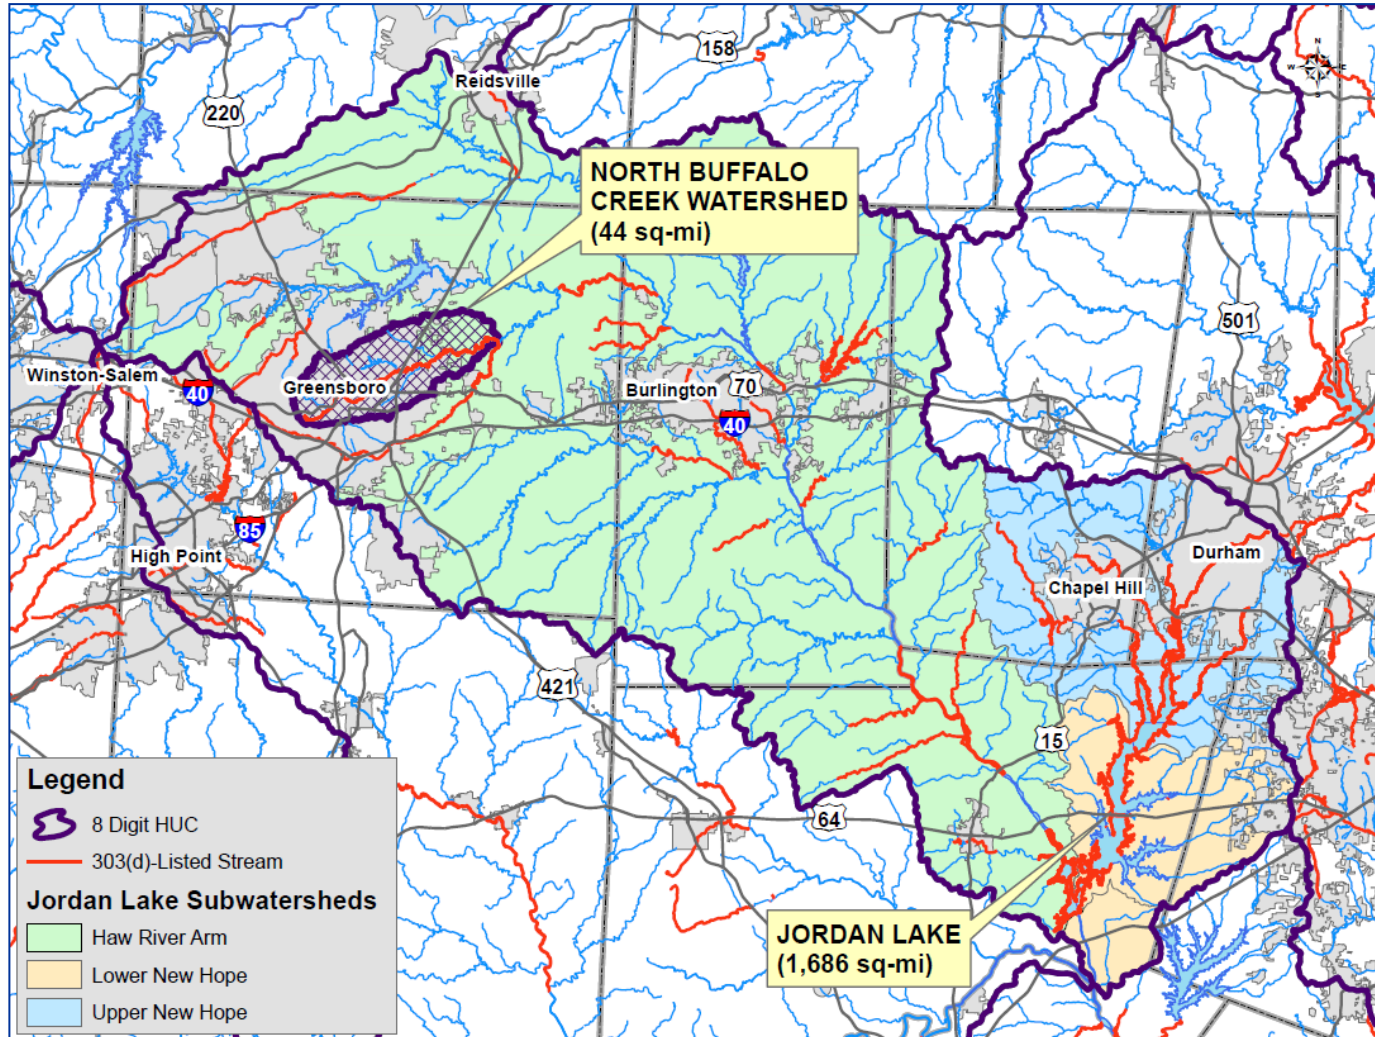 158
N
W
E
S
Reidsville
220
NORTH BUFFALO
CREEK WATERSHED
(44 sq-mi)
501
Winston-Salem
40
Greensboro
Burlington
70
40
85
High Point
Durham
Chapel Hill
421
15
64
JORDAN LAKE
(1,686 sq-mi)
Legend
8 Digit HUC
303(d)-Listed Stream
Jordan Lake Subwatersheds
Haw River Arm
Lower New Hope
Upper New Hope